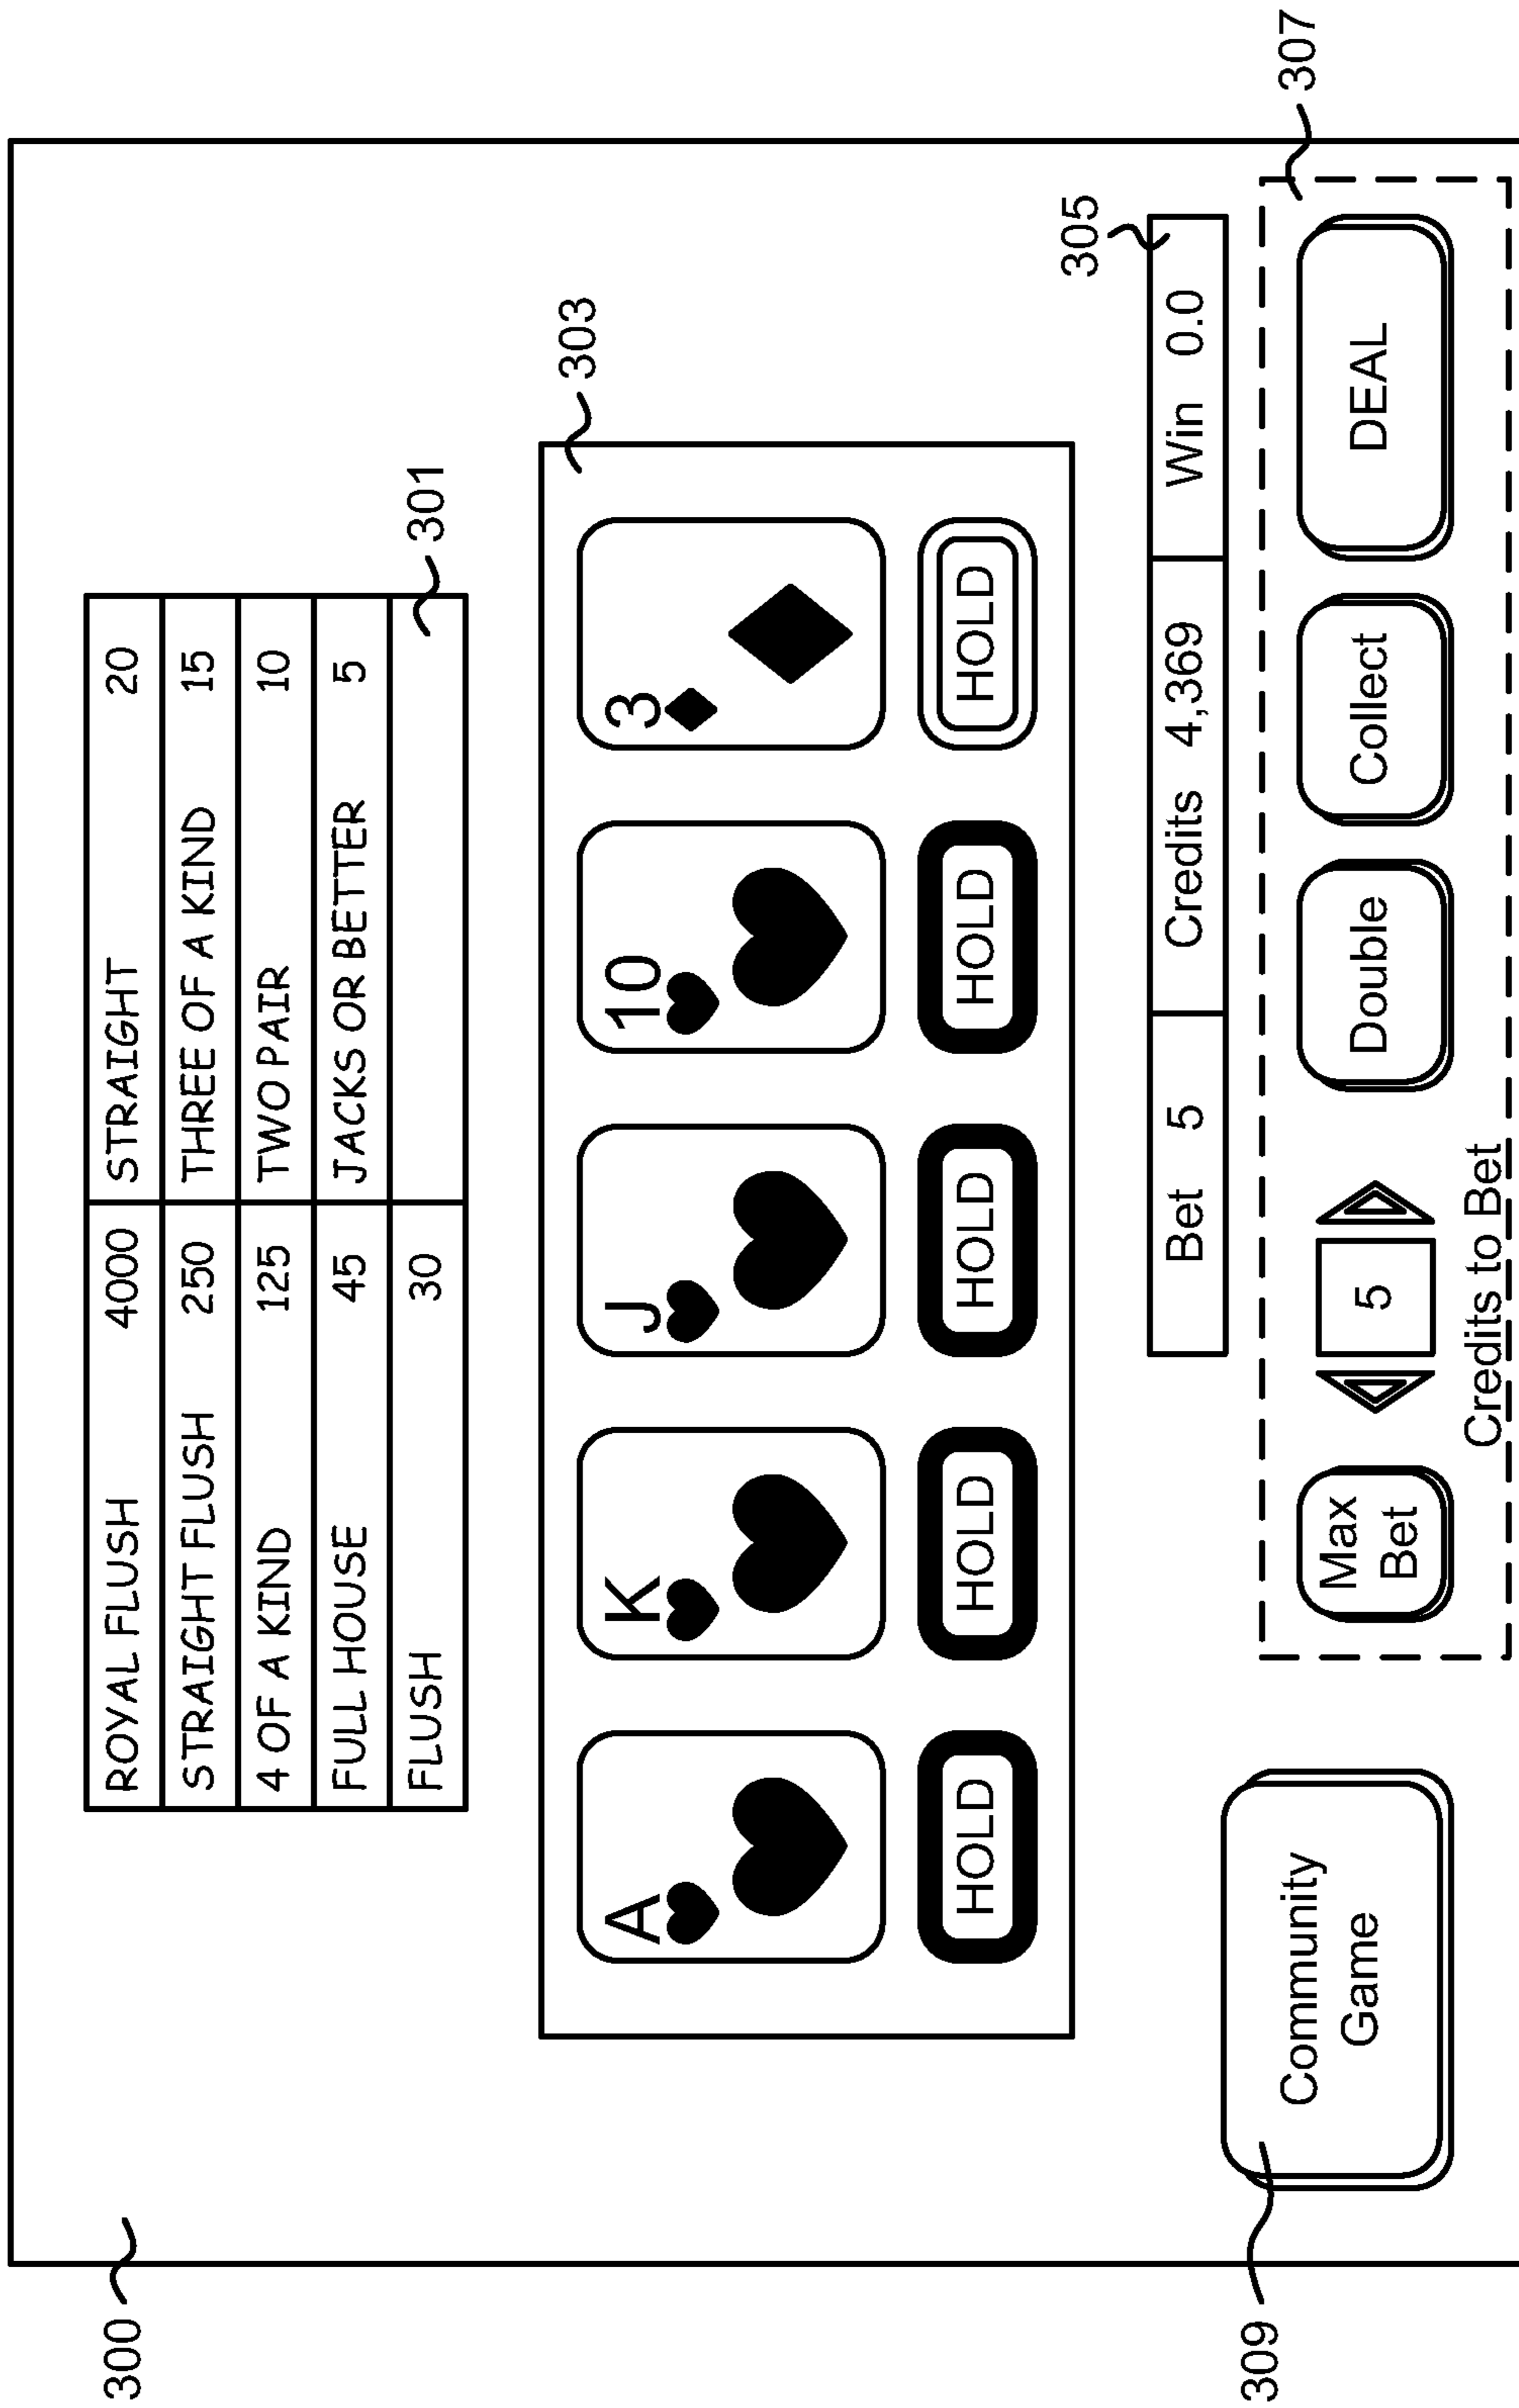 300
ROYAL FLUSH 4000 STRAIGHT 20
STRAIGHT FLUSH 250 THREE OF A KIND 15
4 OF A KIND 125 TWO PAIR 10
FULL HOUSE 45 JACKS OR BETTER 5
FLUSH 30
301
303
A K J 10 3
HOLD HOLD HOLD HOLD HOLD
305
Bet 5 Credits 4,369 Win 0.0
309
Community
Game
Max
Bet
5
Credits to Bet
Double
Collect
DEAL
307